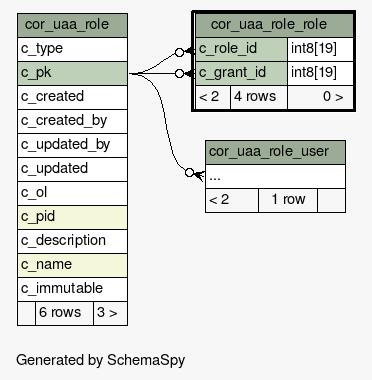 cor_uaa_role
c_type
c_pk
c_created
c_created_by
c_updated_by
c_updated
c_ol
c_pid
c_description
c_name
c_immutable
6 rows 3 >
cor_uaa_role_role
c_role_id int8[19]
c_grant_id int8[19]
< 2 4 rows 0 >
cor_uaa_role_user
...
< 2 1 row
Generated by SchemaSpy